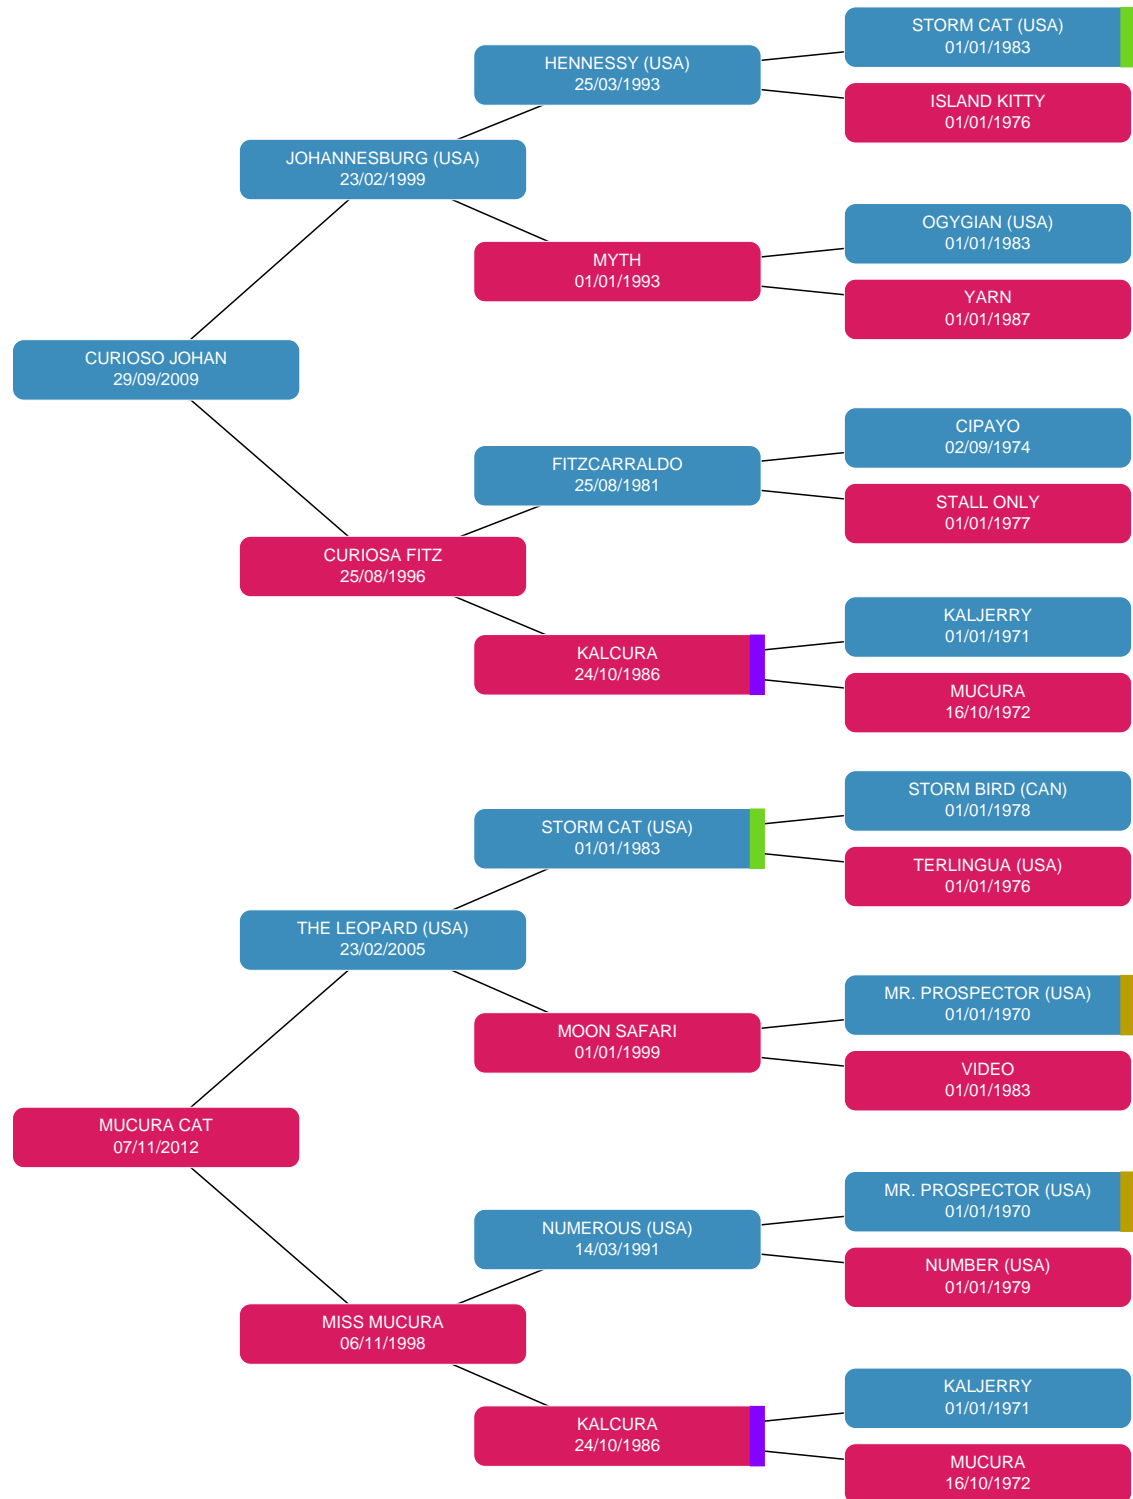 STORM CAT (USA)
01/01/1983
HENNESSY (USA)
25/03/1993
ISLAND KITTY
01/01/1976
JOHANNESBURG (USA)
23/02/1999
OGYGIAN (USA)
01/01/1983
MYTH
01/01/1993
YARN
01/01/1987
CURIOSO JOHAN
29/09/2009
CIPAYO
02/09/1974
FITZCARRALDO
25/08/1981
STALL ONLY
01/01/1977
CURIOSA FITZ
25/08/1996
KALJERRY
01/01/1971
KALCURA
24/10/1986
MUCURA
16/10/1972
STORM BIRD (CAN)
01/01/1978
STORM CAT (USA)
01/01/1983
TERLINGUA (USA)
01/01/1976
THE LEOPARD (USA)
23/02/2005
MR. PROSPECTOR (USA)
01/01/1970
MOON SAFARI
01/01/1999
VIDEO
01/01/1983
MUCURA CAT
07/11/2012
MR. PROSPECTOR (USA)
01/01/1970
NUMEROUS (USA)
14/03/1991
NUMBER (USA)
01/01/1979
MISS MUCURA
06/11/1998
KALJERRY
01/01/1971
KALCURA
24/10/1986
MUCURA
16/10/1972